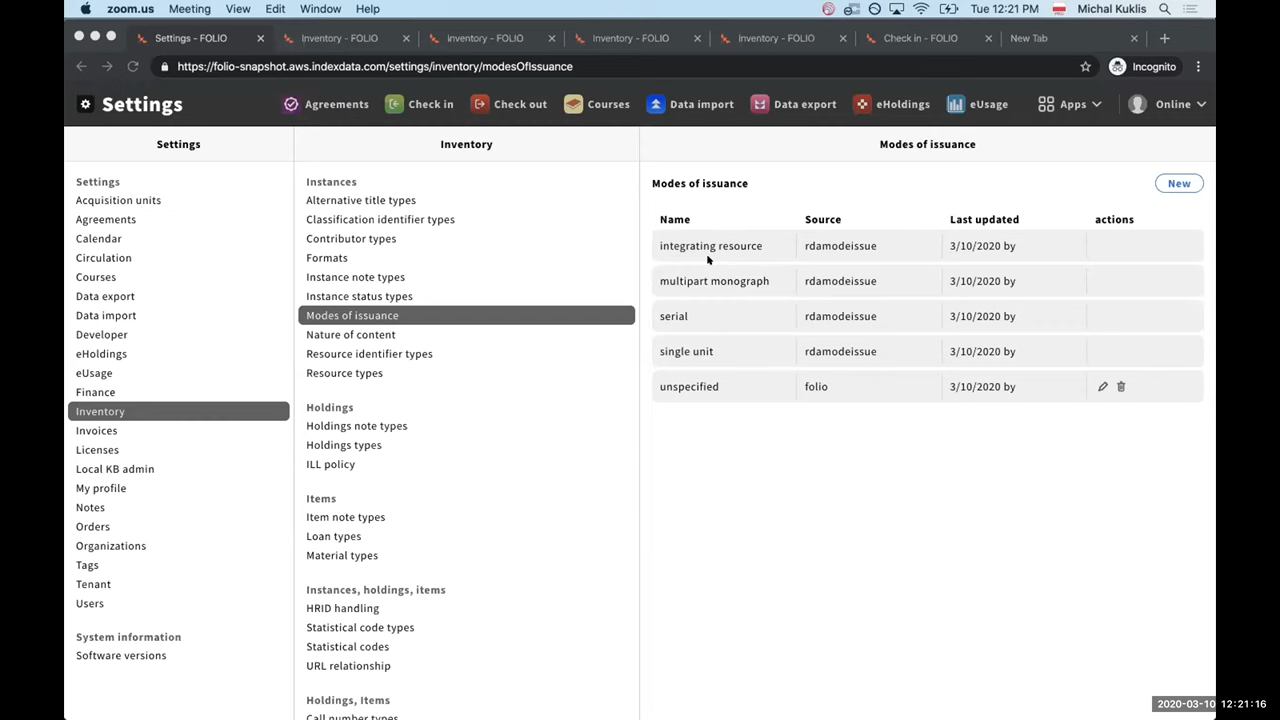 zoom.us Meeting View Edit Window Help Tue 12:21 PM Michal Kuklis
Settings - FOLIO Inventory - FOLIO Inventory - FOLIO Inventory - FOLIO Inventory - FOLIO Check in - FOLIO New Tab
https://folio-snapshot.aws.indexdata.com/settings/inventory/modesOfIssuance Incognito
Settings Agreements Check in Check out Courses Data import Data export eHoldings eUsage Apps Online
Settings
Settings
Acquisition units
Agreements
Calendar
Circulation
Courses
Data export
Data import
Developer
eHoldings
eUsage
Finance
Inventory
Invoices
Licenses
Local KB admin
My profile
Notes
Orders
Organizations
Tags
Tenant
Users
System information
Software versions
Inventory
Instances
Alternative title types
Classification identifier types
Contributor types
Formats
Instance note types
Instance status types
Modes of issuance
Nature of content
Resource identifier types
Resource types
Holdings
Holdings note types
Holdings types
ILL policy
Items
Item note types
Loan types
Material types
Instances, holdings, items
HRID handling
Statistical code types
Statistical codes
URL relationship
Holdings, Items
Call number types
Modes of issuance
Modes of issuance New
Name Source Last updated actions
integrating resource rdamodeissue 3/10/2020 by
multipart monograph rdamodeissue 3/10/2020 by
serial rdamodeissue 3/10/2020 by
single unit rdamodeissue 3/10/2020 by
unspecified folio 3/10/2020 by
2020-03-10 12:21:16